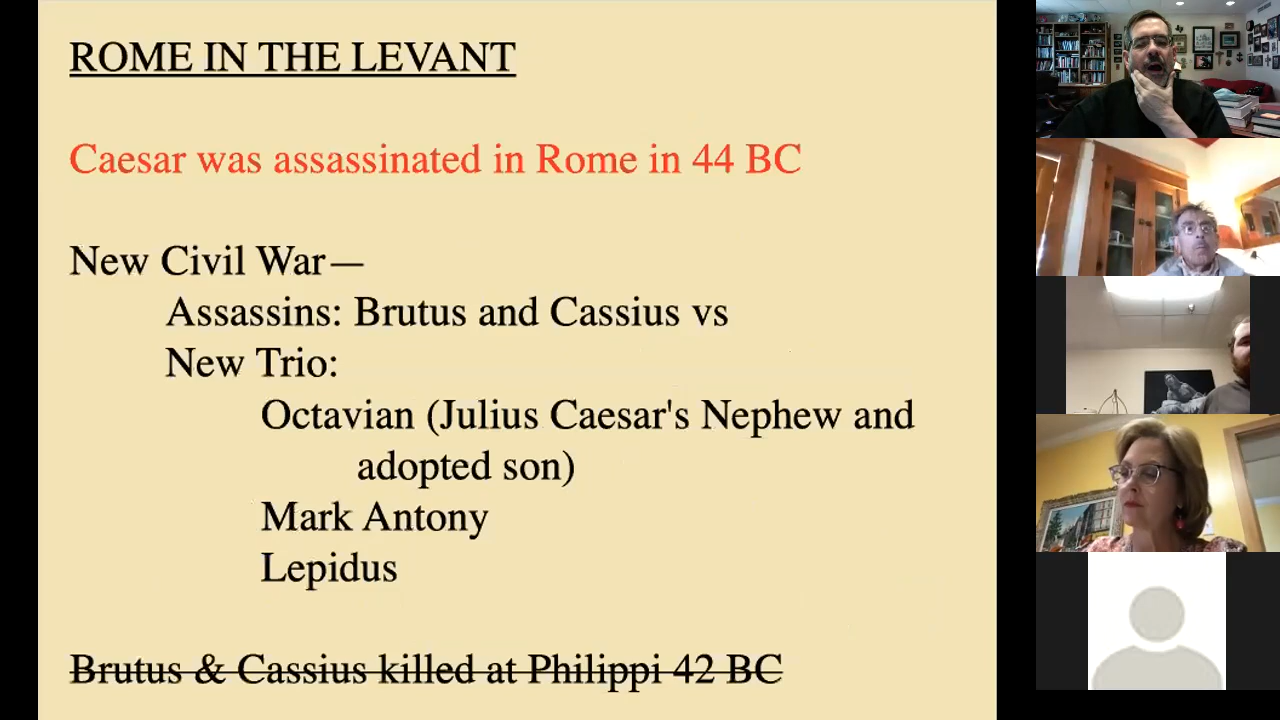 ROME IN THE LEVANT
Caesar was assassinated in Rome in 44 BC
New Civil War—
Assassins: Brutus and Cassius vs
New Trio:
Octavian (Julius Caesar's Nephew and
adopted son)
Mark Antony
Lepidus
Brutus & Cassius killed at Philippi 42 BC